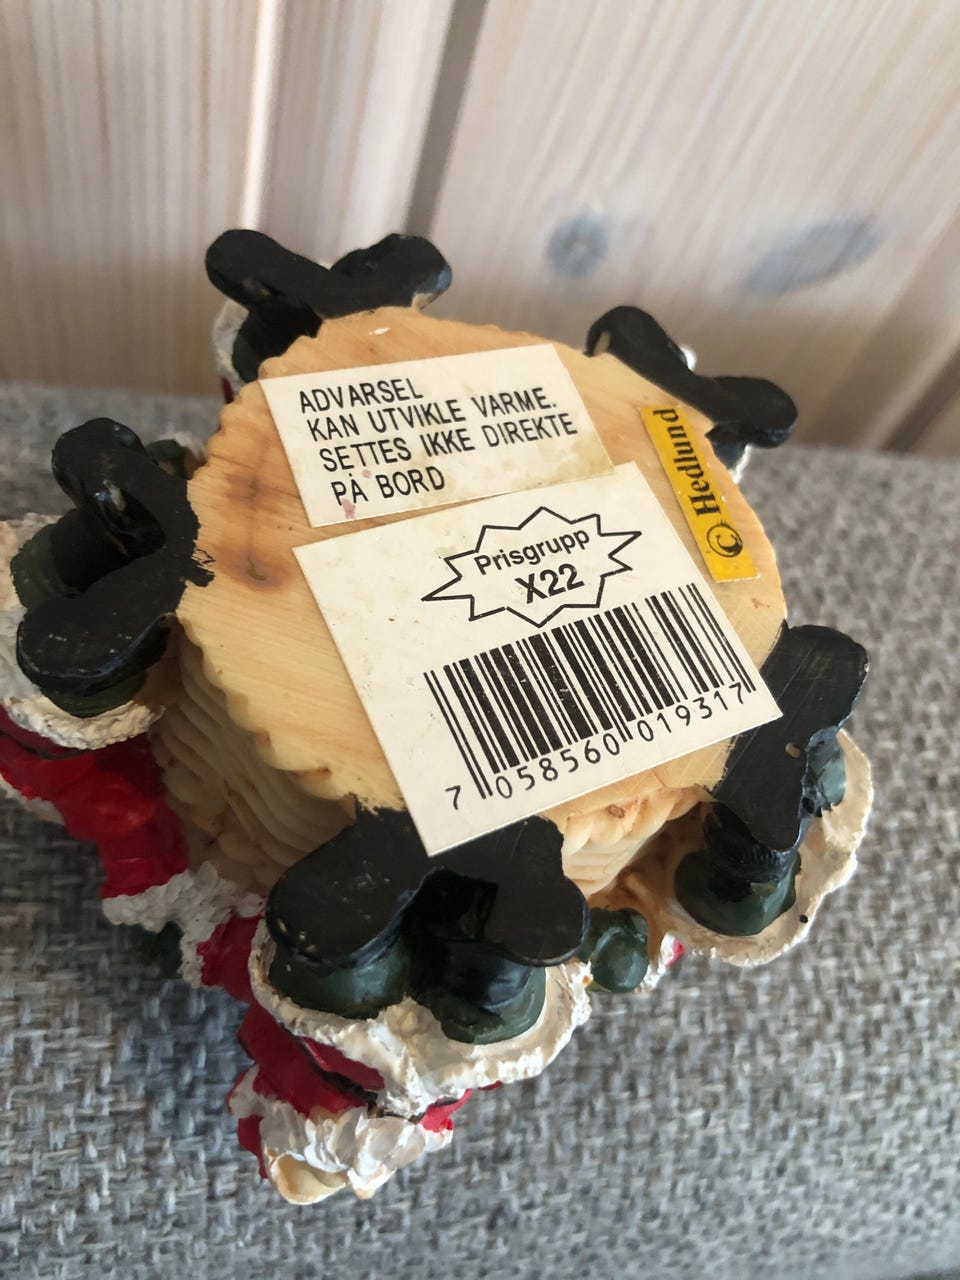 ADVARSEL
KAN UTVIKLE VARME.
SETTES IKKE DIREKTE
PÅ BORD
© Hedlund
Prisgrupp
X22
7 058560 019317